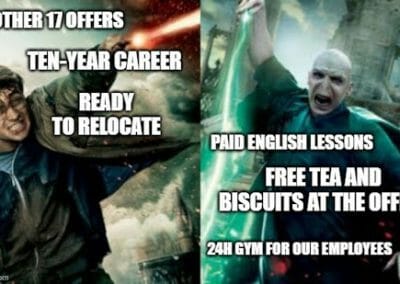 OTHER 17 OFFERS
TEN-YEAR CAREER
READY
TO RELOCATE
PAID ENGLISH LESSONS
FREE TEA AND
BISCUITS AT THE OFF
24H GYM FOR OUR EMPLOYEES